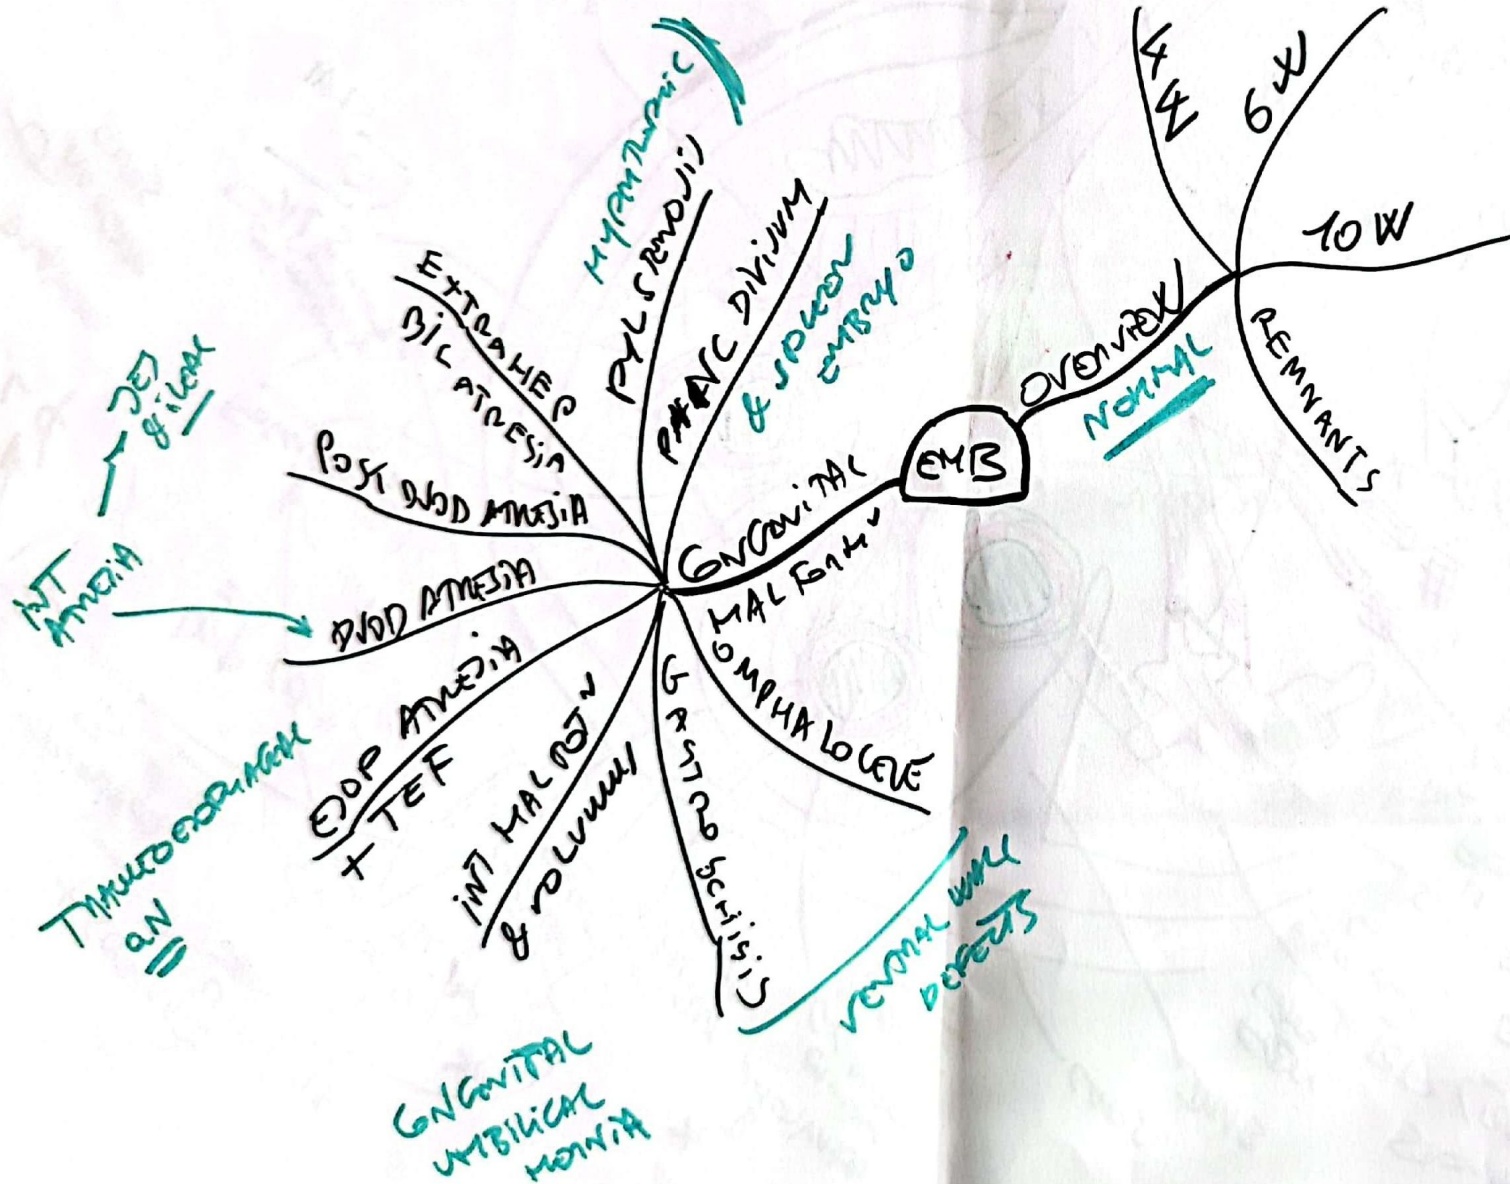 EMB
OVERVIEW
NORMAL
4W
6W
10W
REMNANTS
CONGENITAL
MALFORM
OMPHALOCELE
GASTROSCHISIS
VENTRAL WALL
DEFECTS
INT MALROTN
& VOLVULUS
ESOP ATRESIA
+ TEF
TRACHEOESOPHAGEAL
DUOD ATRESIA
INT
ATRESIA
POST DUOD ATRESIA
JEJ
& ILEAL
EXTRAHEP
BIL ATRESIA
PYL STENOSIS
HYPERTROPHIC
PANC DIVISUM
& SPLEEN
EMBRYO
CONGENITAL
UMBILICAL
HERNIA